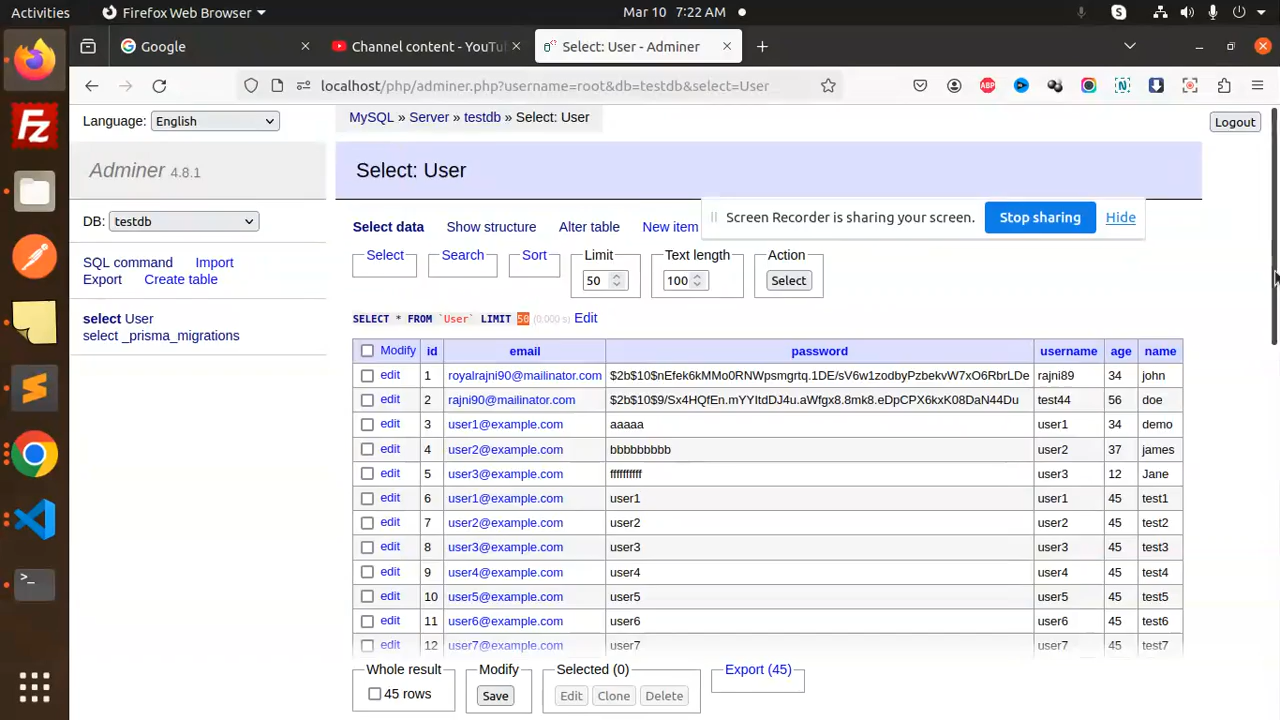 Activities Firefox Web Browser Mar 10 7:22 AM
Google Channel content - YouTu Select: User - Adminer
localhost/php/adminer.php?username=root&db=testdb&select=User
Language: English MySQL » Server » testdb » Select: User Logout
Adminer 4.8.1 Select: User
DB: testdb
Screen Recorder is sharing your screen. Stop sharing Hide
Select data Show structure Alter table New item
SQL command Import
Export Create table
select User
select _prisma_migrations
Select Search Sort Limit Text length Action
50 100 Select
SELECT * FROM `User` LIMIT 50 (0.000 s) Edit
Modify id email password username age name
edit 1 royalrajni90@mailinator.com $2b$10$nEfek6kMMo0RNWpsmgrtq.1DE/sV6w1zodbyPzbekvW7xO6RbrLDe rajni89 34 john
edit 2 rajni90@mailinator.com $2b$10$9/Sx4HQfEn.mYYItdDJ4u.aWfgx8.8mk8.eDpCPX6kxK08DaN44Du test44 56 doe
edit 3 user1@example.com aaaaa user1 34 demo
edit 4 user2@example.com bbbbbbbbb user2 37 james
edit 5 user3@example.com ffffffffff user3 12 Jane
edit 6 user1@example.com user1 user1 45 test1
edit 7 user2@example.com user2 user2 45 test2
edit 8 user3@example.com user3 user3 45 test3
edit 9 user4@example.com user4 user4 45 test4
edit 10 user5@example.com user5 user5 45 test5
edit 11 user6@example.com user6 user6 45 test6
edit 12 user7@example.com user7 user7 45 test7
Whole result Modify Selected (0) Export (45)
45 rows Save Edit Clone Delete